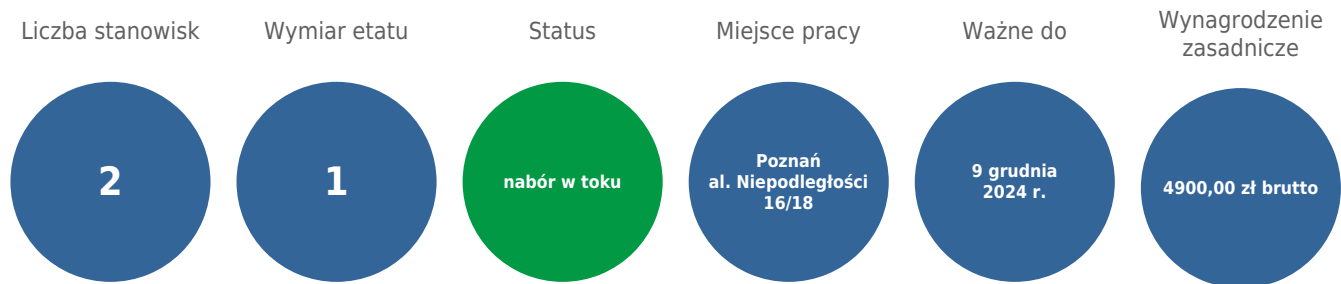 Liczba stanowisk
2
Wymiar etatu
1
Status
nabór w toku
Miejsce pracy
Poznań
al. Niepodległości
16/18
Ważne do
9 grudnia
2024 r.
Wynagrodzenie
zasadnicze
4900,00 zł brutto